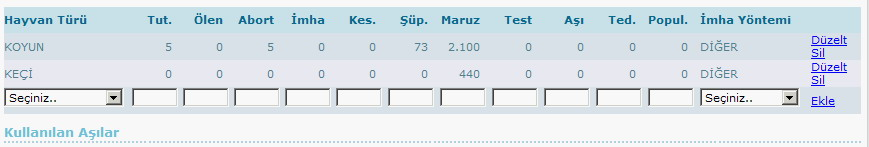 Hayvan Türü Tut. Ölen Abort İmha Kes. Şüp. Maruz Test Aşı Ted. Popul. İmha Yöntemi
KOYUN 5 0 5 0 0 73 2.100 0 0 0 0 DİĞER Düzelt
Sil
KEÇİ 0 0 0 0 0 0 440 0 0 0 0 DİĞER Düzelt
Sil
Seçiniz.. Seçiniz.. Ekle
Kullanılan Aşılar